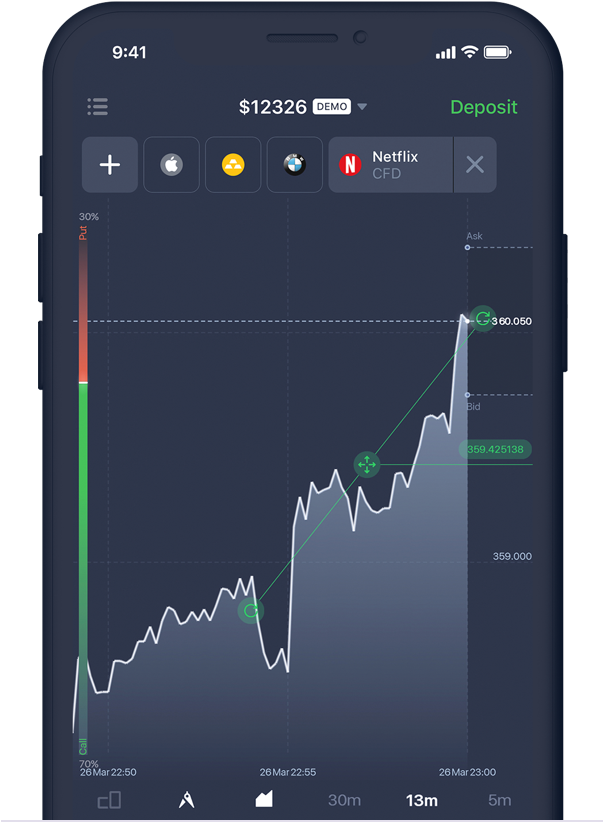 9:41
$12326 DEMO Deposit
Netflix
CFD
30%
Put
Ask
360.050
Bid
359.425138
359.000
Call
70%
26 Mar 22:50 26 Mar 22:55 26 Mar 23:00
30m 13m 5m